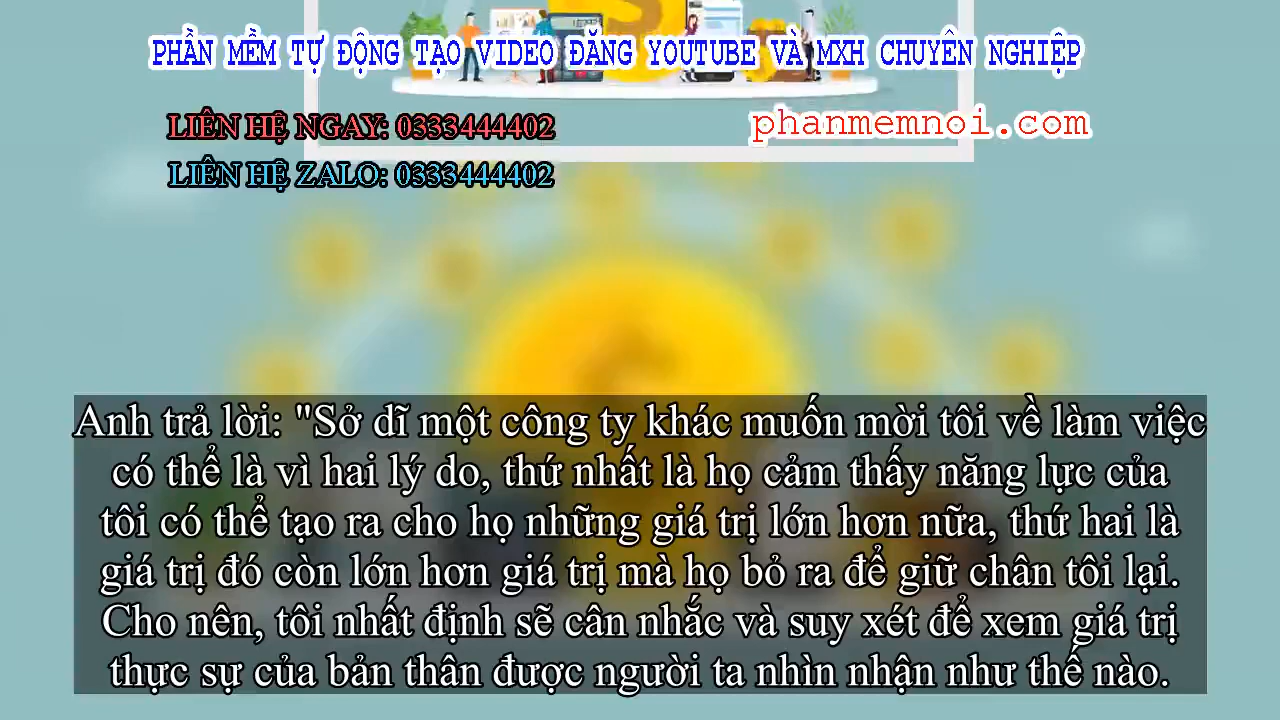 PHẦN MỀM TỰ ĐỘNG TẠO VIDEO ĐĂNG YOUTUBE VÀ MXH CHUYÊN NGHIỆP
LIÊN HỆ NGAY: 0333444402
phanmemnoi.com
LIÊN HỆ ZALO: 0333444402
Anh trả lời: "Sở dĩ một công ty khác muốn mời tôi về làm việc
có thể là vì hai lý do, thứ nhất là họ cảm thấy năng lực của
tôi có thể tạo ra cho họ những giá trị lớn hơn nữa, thứ hai là
giá trị đó còn lớn hơn giá trị mà họ bỏ ra để giữ chân tôi lại.
Cho nên, tôi nhất định sẽ cân nhắc và suy xét để xem giá trị
thực sự của bản thân được người ta nhìn nhận như thế nào.